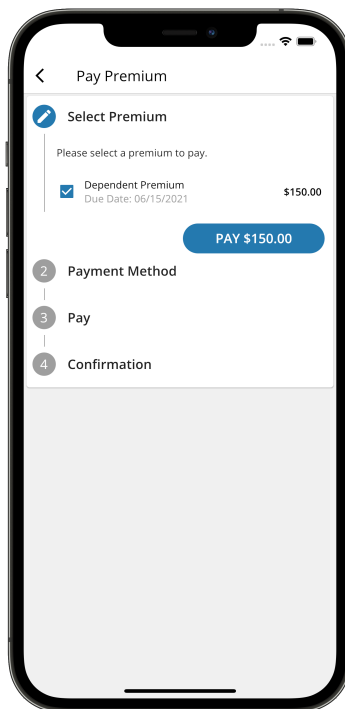 Pay Premium
Select Premium
Please select a premium to pay.
Dependent Premium
$150.00
Due Date: 06/15/2021
PAY $150.00
2 Payment Method
3 Pay
4 Confirmation